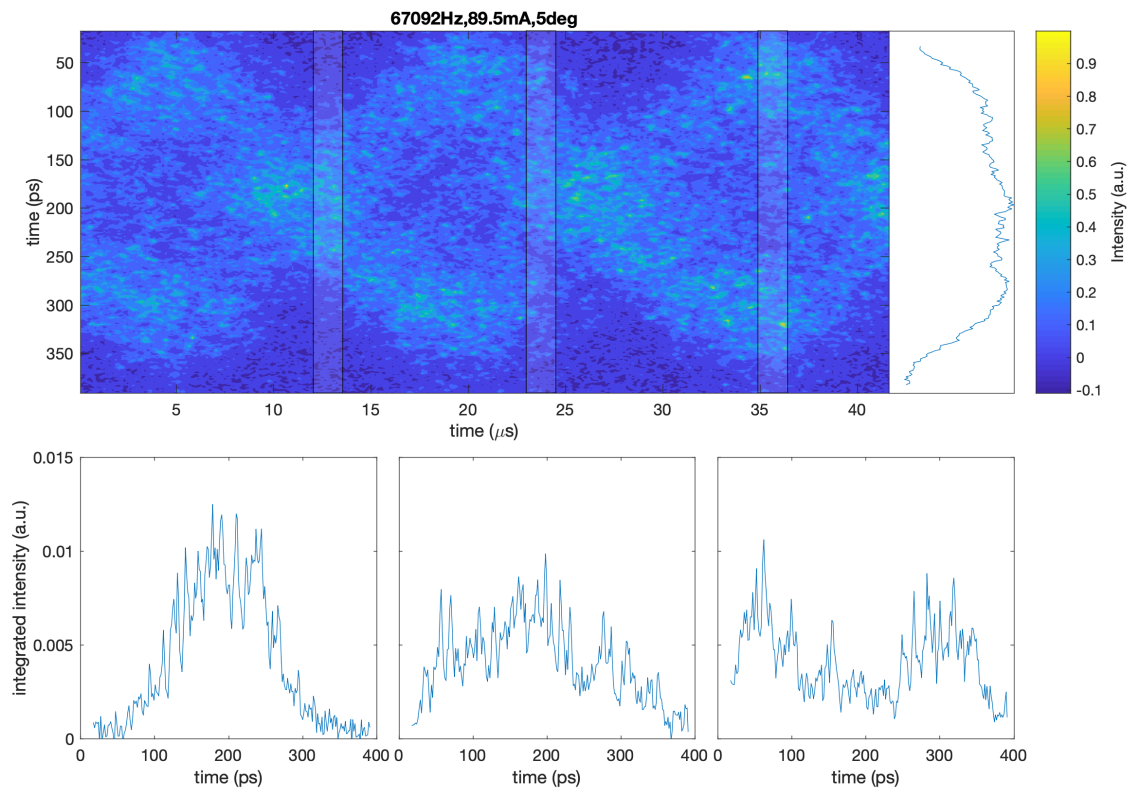 67092Hz,89.5mA,5deg
50
100
150
200
250
300
350
time (ps)
5
10
15
20
25
30
35
40
time (μs)
0.9
0.8
0.7
0.6
0.5
0.4
0.3
0.2
0.1
0
-0.1
Intensity (a.u.)
0.015
0.01
0.005
0
integrated intensity (a.u.)
0 100 200 300 400
time (ps)
0 100 200 300 400
time (ps)
0 100 200 300 400
time (ps)